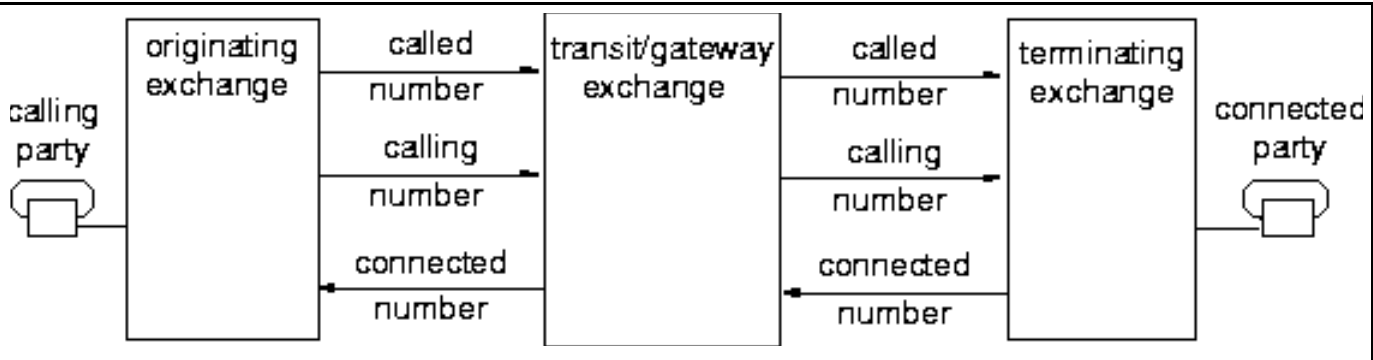 calling
party
originating
exchange
called
number
calling
number
connected
number
transit/gateway
exchange
called
number
calling
number
connected
number
terminating
exchange
connected
party